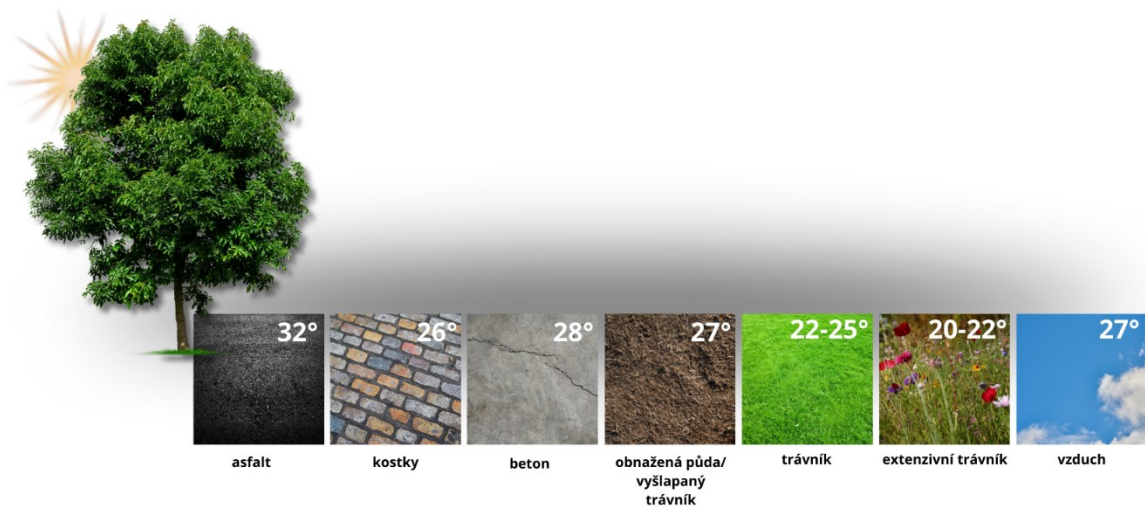 32°
26°
28°
27°
22-25°
20-22°
27°
asfalt
kostky
beton
obnažená půda/
vyšlapaný
trávník
trávník
extenzivní trávník
vzduch